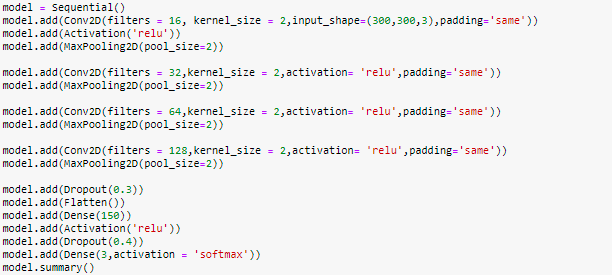 model = Sequential()
model.add(Conv2D(filters = 16, kernel_size = 2,input_shape=(300,300,3),padding='same'))
model.add(Activation('relu'))
model.add(MaxPooling2D(pool_size=2))
model.add(Conv2D(filters = 32,kernel_size = 2,activation= 'relu',padding='same'))
model.add(MaxPooling2D(pool_size=2))
model.add(Conv2D(filters = 64,kernel_size = 2,activation= 'relu',padding='same'))
model.add(MaxPooling2D(pool_size=2))
model.add(Conv2D(filters = 128,kernel_size = 2,activation= 'relu',padding='same'))
model.add(MaxPooling2D(pool_size=2))
model.add(Dropout(0.3))
model.add(Flatten())
model.add(Dense(150))
model.add(Activation('relu'))
model.add(Dropout(0.4))
model.add(Dense(3,activation = 'softmax'))
model.summary()